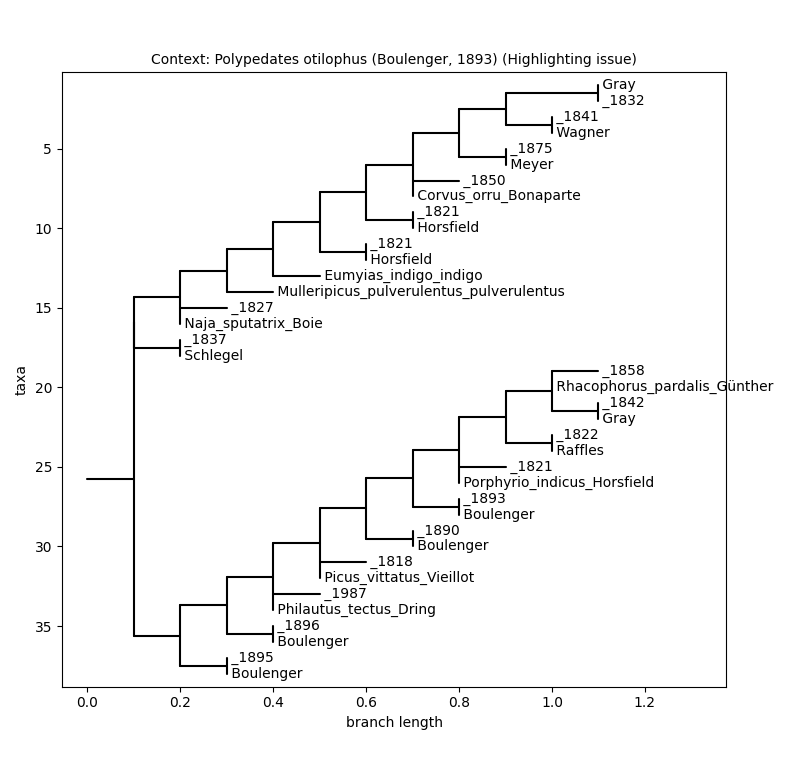 Context: Polypedates otilophus (Boulenger, 1893) (Highlighting issue)
Gray
_1832
_1841
Wagner
5
_1875
Meyer
_1850
Corvus_orru_Bonaparte
_1821
10
Horsfield
_1821
Horsfield
Eumyias_indigo_indigo
Mulleripicus_pulverulentus_pulverulentus
15
_1827
Naja_sputatrix_Boie
_1837
Schlegel
_1858
20
Rhacophorus_pardalis_Günther
_1842
Gray
_1822
Raffles
25
_1821
Porphyrio_indicus_Horsfield
_1893
Boulenger
_1890
30
Boulenger
_1818
Picus_vittatus_Vieillot
_1987
Philautus_tectus_Dring
35
_1896
Boulenger
_1895
Boulenger
taxa
0.0 0.2 0.4 0.6 0.8 1.0 1.2
branch length